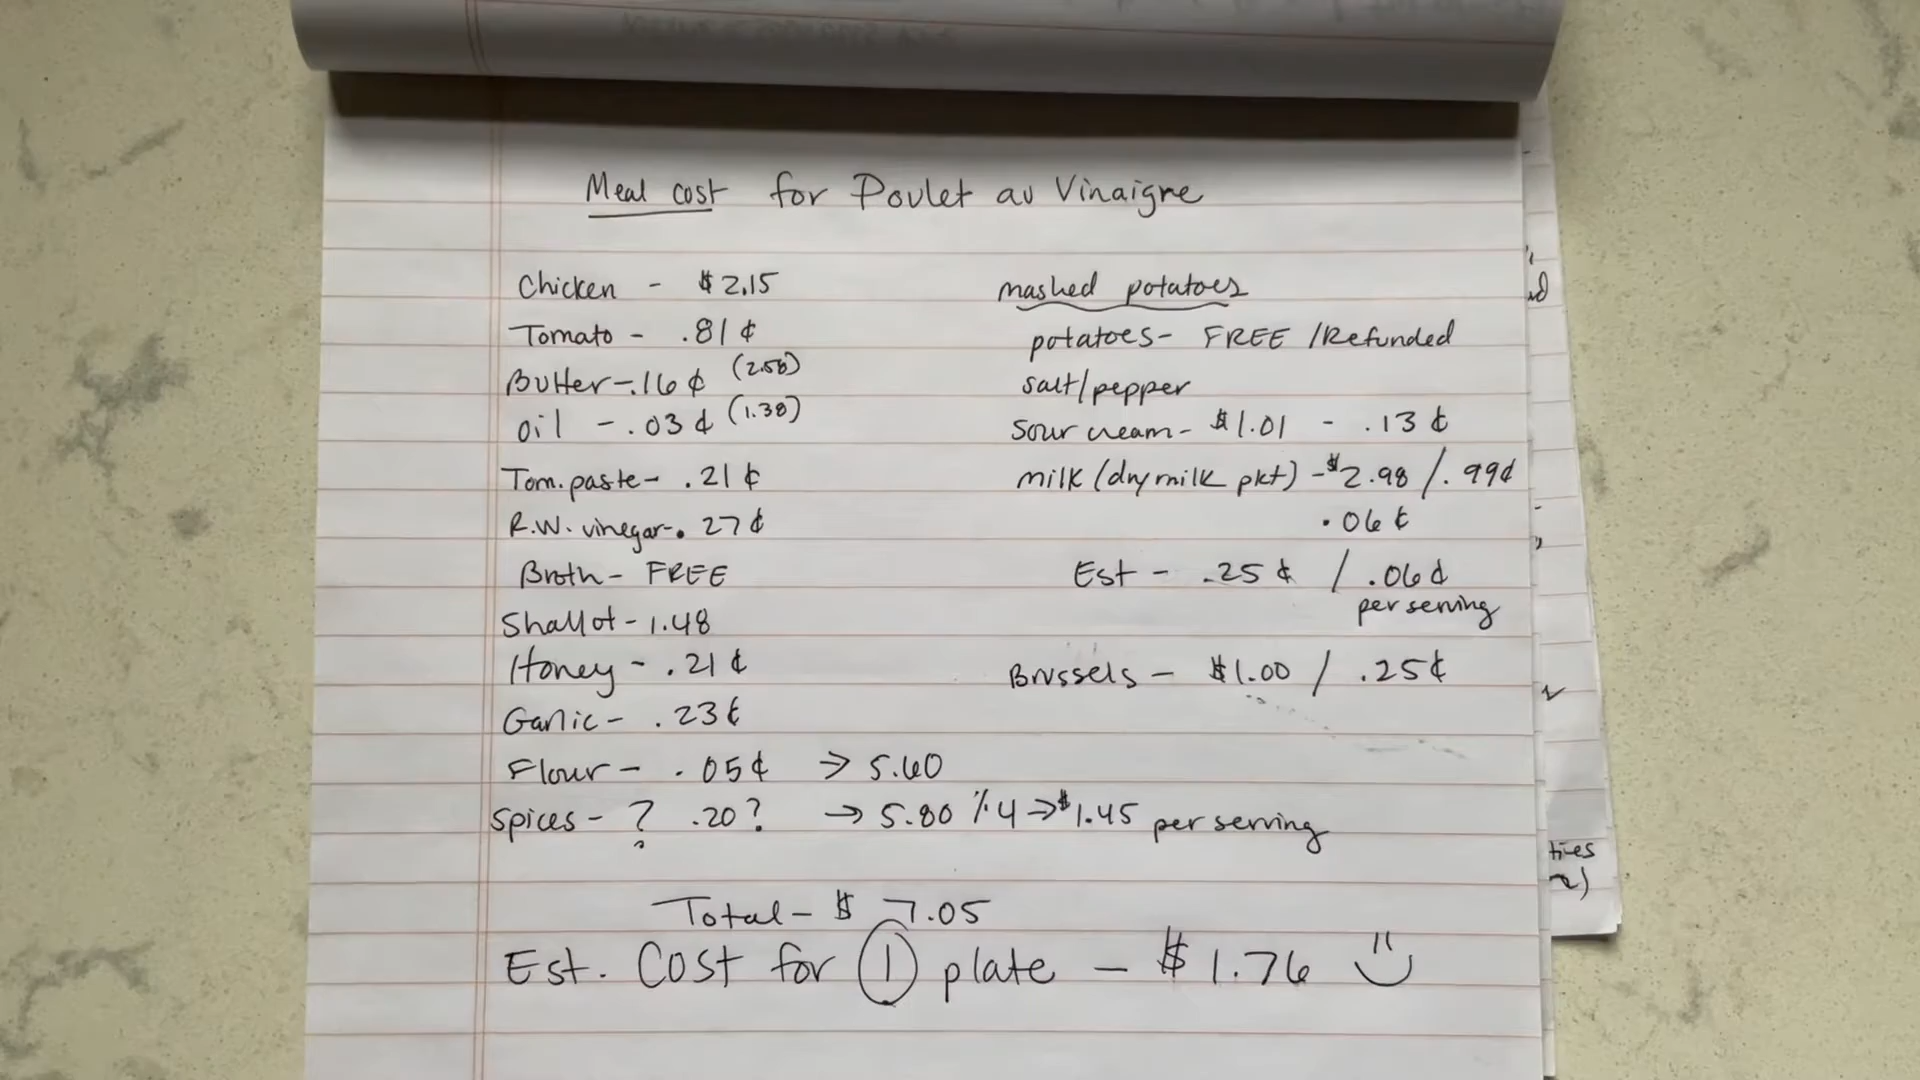 Meal cost for Poulet au Vinaigre
Chicken - $2.15
Tomato - .81¢
Butter - .16¢ (2.58)
oil - .03¢ (1.38)
Tom. paste - .21¢
R.W. vinegar - .27¢
Broth - FREE
Shallot - 1.48
Honey - .21¢
Garlic - .23¢
Flour - .05¢ → 5.60
Spices - ? .20? → 5.80 % 4 → $1.45 per serving
mashed potatoes
potatoes - FREE / Refunded
salt/pepper
Sour cream - $1.01 - .13¢
milk (dry milk pkt) - $2.98 / .99¢
.06¢
Est - .25¢ / .06¢
per serving
Brussels - $1.00 / .25¢
Total - $ 7.05
Est. Cost for 1 plate - $1.76